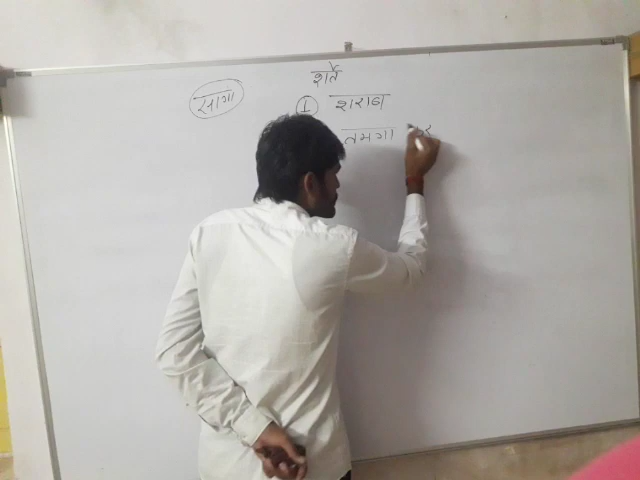 शर्ते
राणा
① शराब
तमगा